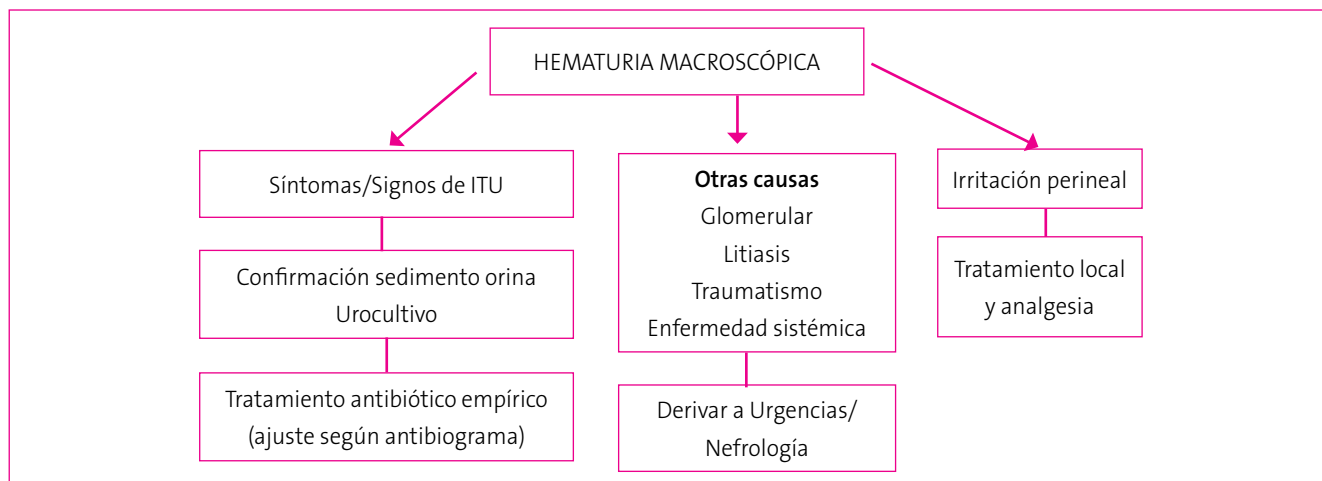 HEMATURIA MACROSCÓPICA
Síntomas/Signos de ITU
Confirmación sedimento orina
Urocultivo
Tratamiento antibiótico empírico
(ajuste según antibiograma)
Otras causas
Glomerular
Litiasis
Traumatismo
Enfermedad sistémica
Derivar a Urgencias/
Nefrología
Irritación perineal
Tratamiento local
y analgesia